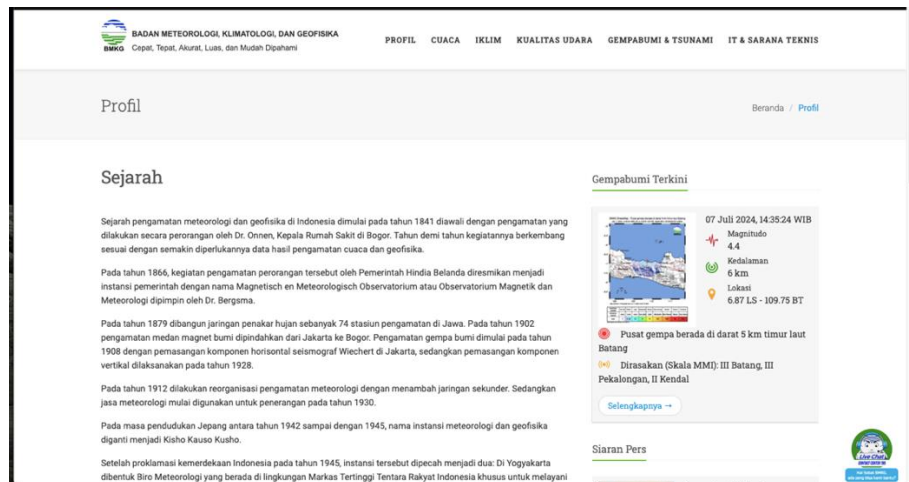 BADAN METEOROLOGI, KLIMATOLOGI, DAN GEOFISIKA
Cepat, Tepat, Akurat, Luas, dan Mudah Dipahami
BMKG
PROFIL CUACA IKLIM KUALITAS UDARA GEMPABUMI & TSUNAMI IT & SARANA TEKNIS
Profil
Beranda / Profil
Sejarah
Sejarah pengamatan meteorologi dan geofisika di Indonesia dimulai pada tahun 1841 diawali dengan pengamatan yang
dilakukan secara perorangan oleh Dr. Onnen, Kepala Rumah Sakit di Bogor. Tahun demi tahun kegiatannya berkembang
sesuai dengan semakin diperlukannya data hasil pengamatan cuaca dan geofisika.
Pada tahun 1866, kegiatan pengamatan perorangan tersebut oleh Pemerintah Hindia Belanda diresmikan menjadi
instansi pemerintah dengan nama Magnetisch en Meteorologisch Observatorium atau Observatorium Magnetik dan
Meteorologi dipimpin oleh Dr. Bergsma.
Pada tahun 1879 dibangun jaringan penakar hujan sebanyak 74 stasiun pengamatan di Jawa. Pada tahun 1902
pengamatan medan magnet bumi dipindahkan dari Jakarta ke Bogor. Pengamatan gempa bumi dimulai pada tahun
1908 dengan pemasangan komponen horisontal seismograf Wiechert di Jakarta, sedangkan pemasangan komponen
vertikal dilaksanakan pada tahun 1928.
Pada tahun 1912 dilakukan reorganisasi pengamatan meteorologi dengan menambah jaringan sekunder. Sedangkan
jasa meteorologi mulai digunakan untuk penerangan pada tahun 1930.
Pada masa pendudukan Jepang antara tahun 1942 sampai dengan 1945, nama instansi meteorologi dan geofisika
diganti menjadi Kisho Kauso Kusho.
Setelah proklamasi kemerdekaan Indonesia pada tahun 1945, instansi tersebut dipecah menjadi dua: Di Yogyakarta
dibentuk Biro Meteorologi yang berada di lingkungan Markas Tertinggi Tentara Rakyat Indonesia khusus untuk melayani
Gempabumi Terkini
07 Juli 2024, 14:35:24 WIB
Magnitudo
4.4
Kedalaman
6 km
Lokasi
6.87 LS - 109.75 BT
Pusat gempa berada di darat 5 km timur laut
Batang
Dirasakan (Skala MMI): III Batang, III
Pekalongan, II Kendal
Selengkapnya →
Siaran Pers
Live Chat